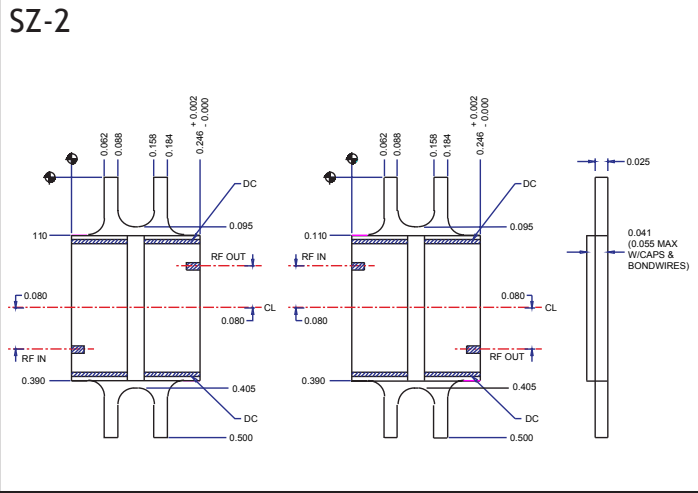 SZ-2
0.062
0.088
0.158
0.184
0.246 + 0.002 - 0.000
DC
0.095
110
RF OUT
0.080
CL
0.080
RF IN
0.390
0.405
DC
0.500
0.062
0.088
0.158
0.184
0.246 + 0.002 - 0.000
DC
0.095
0.110
RF IN
0.080
CL
0.080
RF OUT
0.390
0.405
DC
0.500
0.025
0.041
(0.055 MAX
W/CAPS &
BONDWIRES)